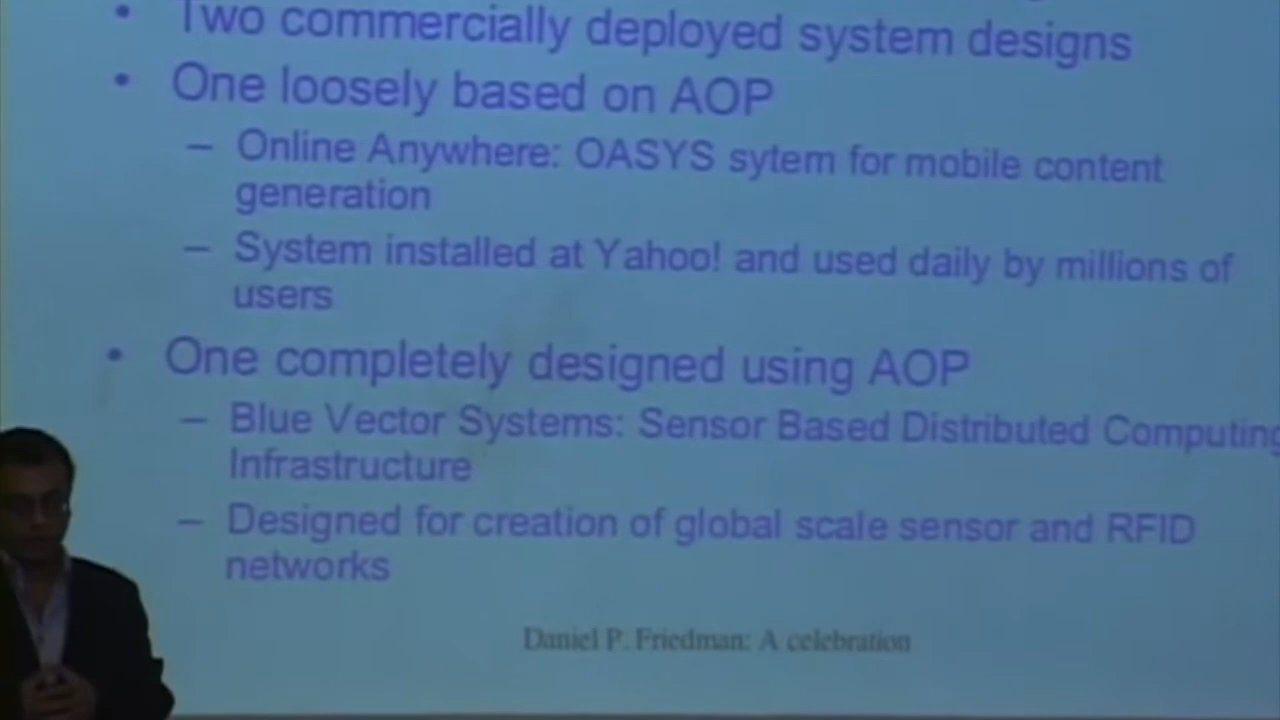 • Two commercially deployed system designs
• One loosely based on AOP
– Online Anywhere: OASYS sytem for mobile content
generation
– System installed at Yahoo! and used daily by millions of
users
• One completely designed using AOP
– Blue Vector Systems: Sensor Based Distributed Computing
Infrastructure
– Designed for creation of global scale sensor and RFID
networks
Daniel P. Friedman: A celebration